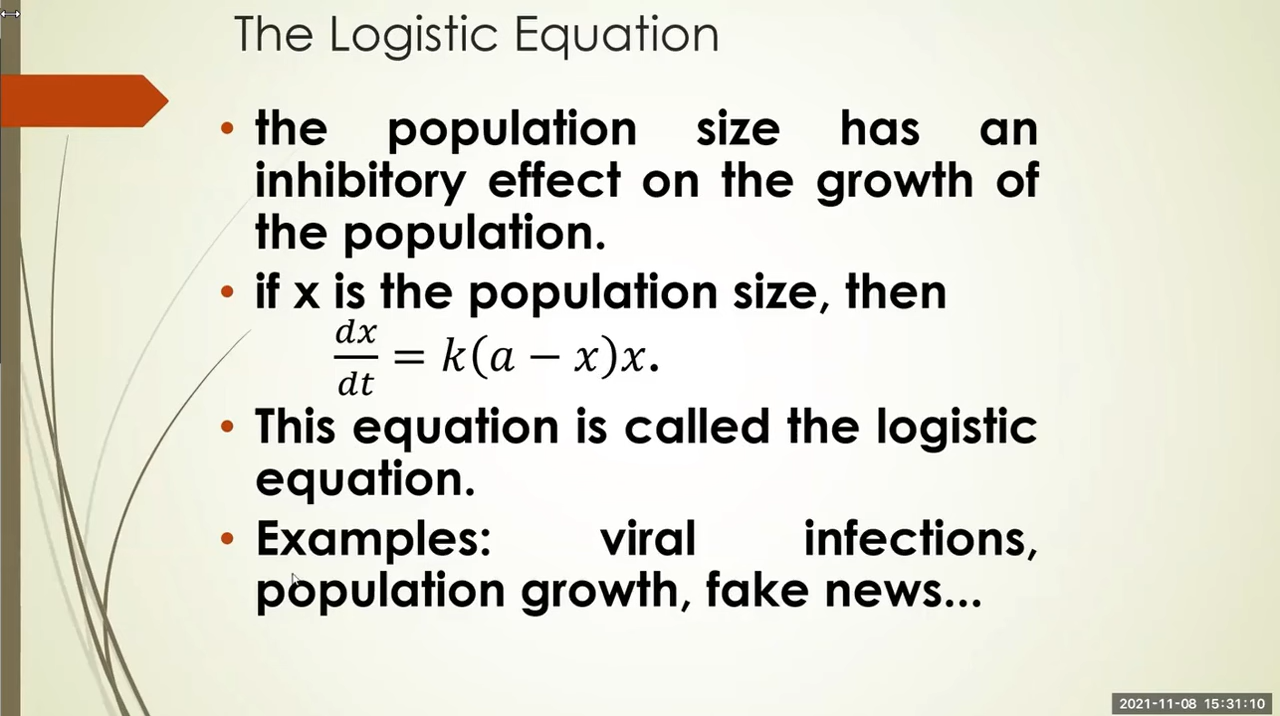 The Logistic Equation
• the population size has an
inhibitory effect on the growth of
the population.
• if x is the population size, then
dx/dt = k(a − x)x.
• This equation is called the logistic
equation.
• Examples: viral infections,
population growth, fake news...
2021-11-08 15:31:10